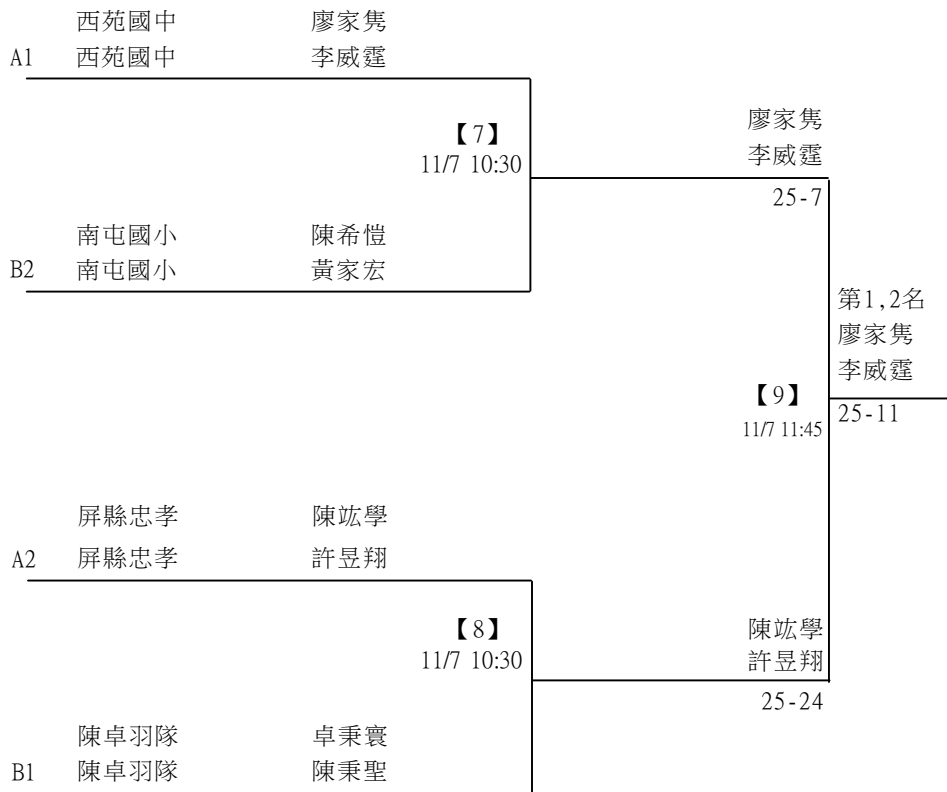 西苑國中 廖家雋
A1 西苑國中 李威霆
【7】
11/7 10:30
廖家雋
李威霆
25-7
南屯國小 陳希愷
B2 南屯國小 黃家宏
第1,2名
廖家雋
李威霆
【9】
11/7 11:45
25-11
屏縣忠孝 陳竑學
A2 屏縣忠孝 許昱翔
【8】
11/7 10:30
陳竑學
許昱翔
25-24
陳卓羽隊 卓秉寰
B1 陳卓羽隊 陳秉聖